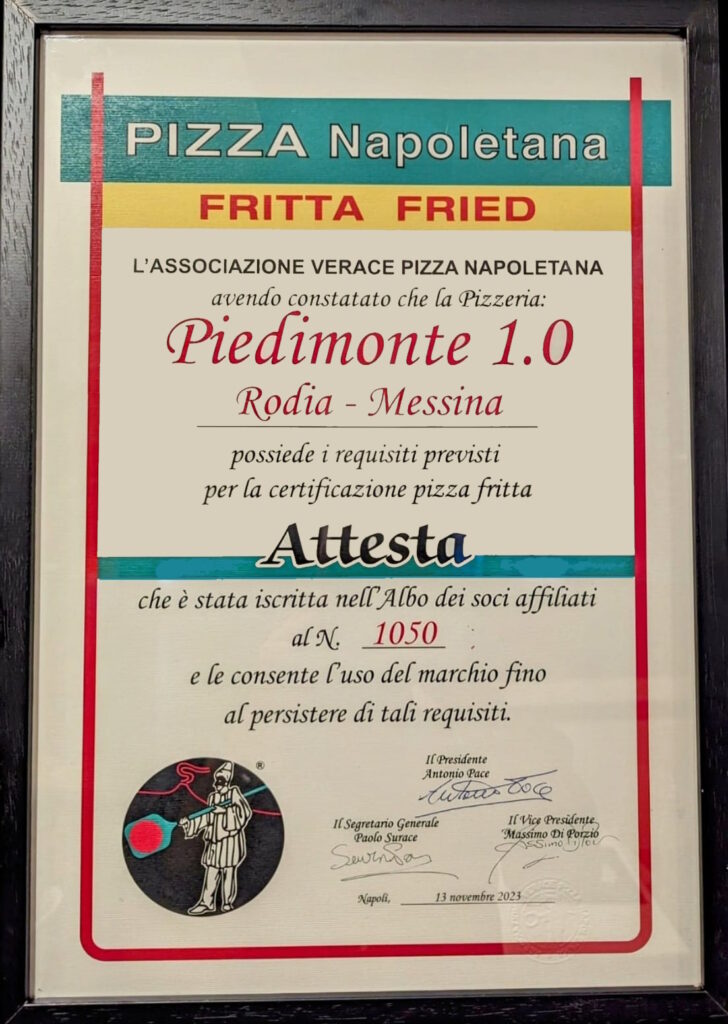 PIZZA Napoletana
FRITTA FRIED
L'ASSOCIAZIONE VERACE PIZZA NAPOLETANA
avendo constatato che la Pizzeria:
Piedimonte 1.0
Rodia - Messina
possiede i requisiti previsti
per la certificazione pizza fritta
Attesta
che è stata iscritta nell'Albo dei soci affiliati
al N. 1050
e le consente l'uso del marchio fino
al persistere di tali requisiti.
®
Il Presidente
Antonio Pace
Il Segretario Generale
Paolo Surace
Il Vice Presidente
Massimo Di Porzio
Napoli, 13 novembre 2023